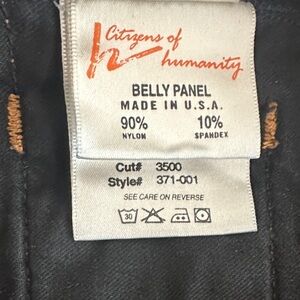 Citizens of
humanity
BELLY PANEL
MADE IN U.S.A.
90% 10%
NYLON SPANDEX
Cut# 3500
Style# 371-001
SEE CARE ON REVERSE
30